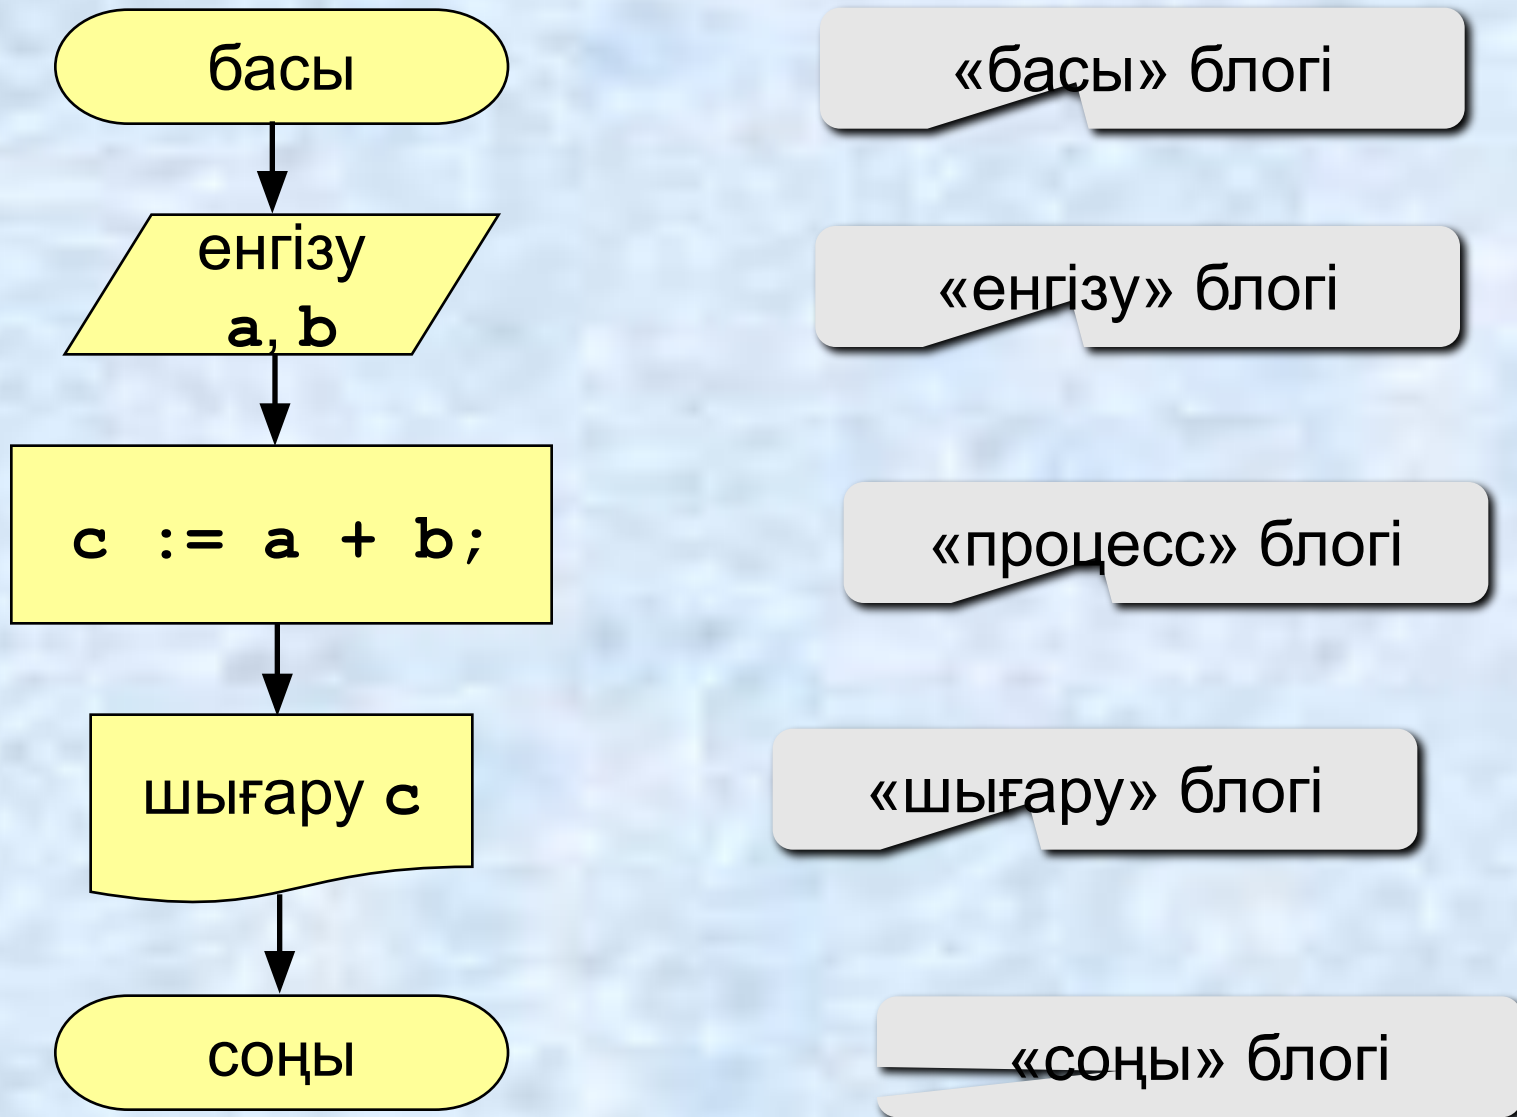 басы
«басы» блогі
енгізу
a, b
«енгізу» блогі
c := a + b;
«процесс» блогі
шығару c
«шығару» блогі
соңы
«соңы» блогі